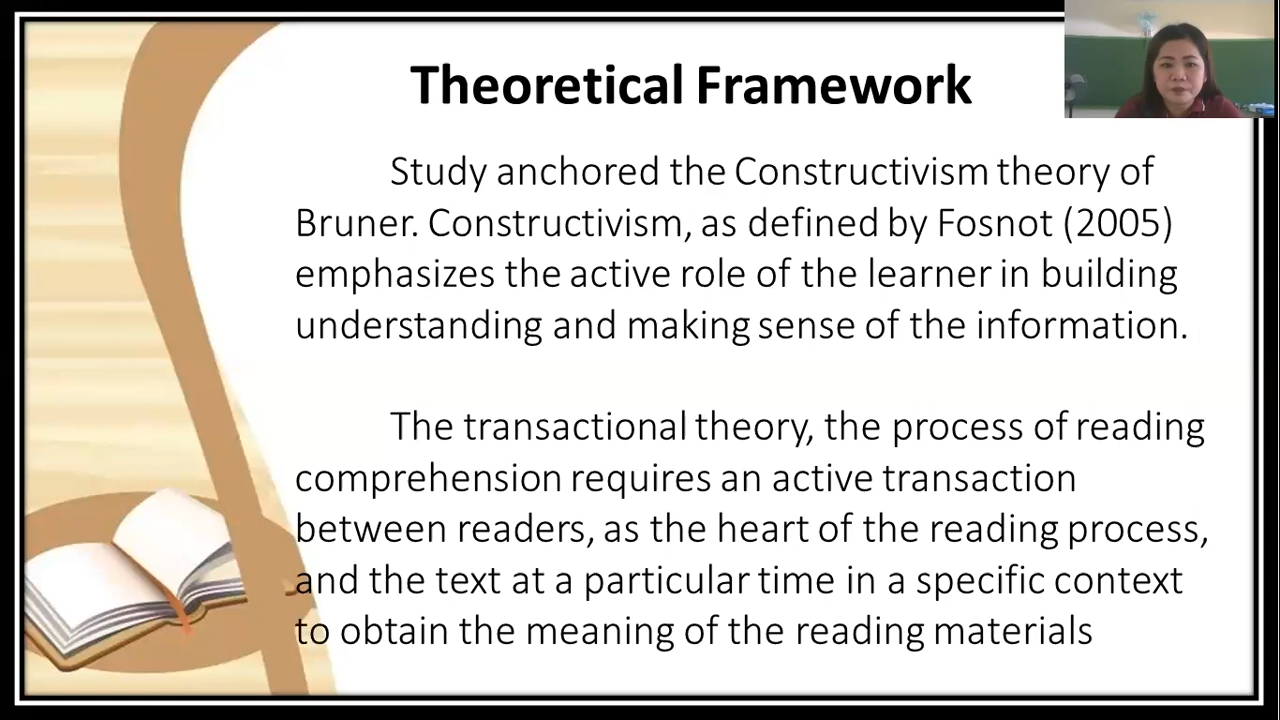 Theoretical Framework
Study anchored the Constructivism theory of
Bruner. Constructivism, as defined by Fosnot (2005)
emphasizes the active role of the learner in building
understanding and making sense of the information.
The transactional theory, the process of reading
comprehension requires an active transaction
between readers, as the heart of the reading process,
and the text at a particular time in a specific context
to obtain the meaning of the reading materials